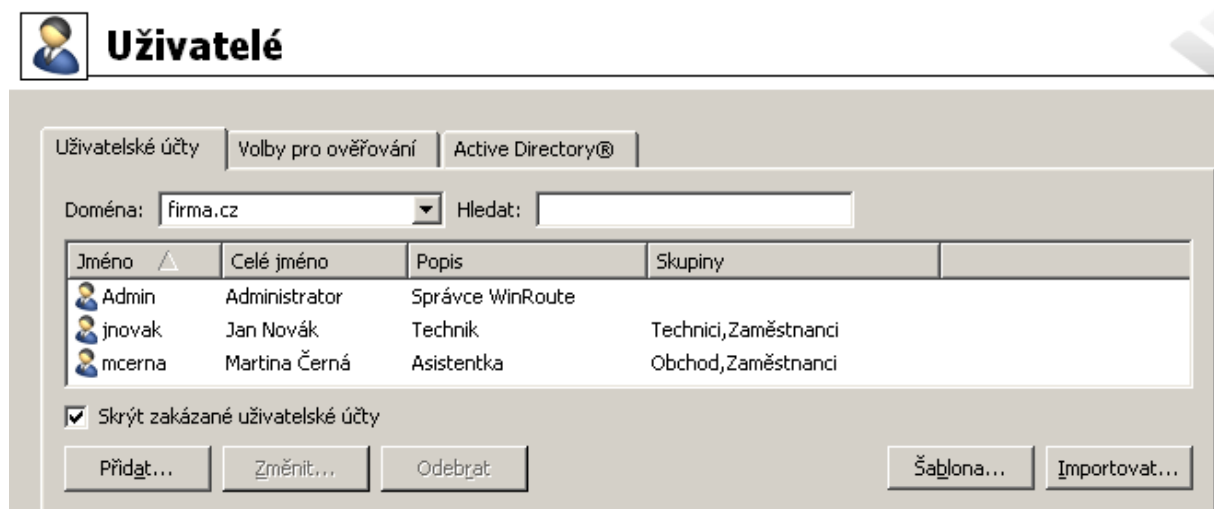 Uživatelé
Uživatelské účty Volby pro ověřování Active Directory®
Doména: firma.cz Hledat:
Jméno Celé jméno Popis Skupiny
Admin Administrator Správce WinRoute
jnovak Jan Novák Technik Technici,Zaměstnanci
mcerna Martina Černá Asistentka Obchod,Zaměstnanci
Skrýt zakázané uživatelské účty
Přidat... Změnit... Odebrat Šablona... Importovat...